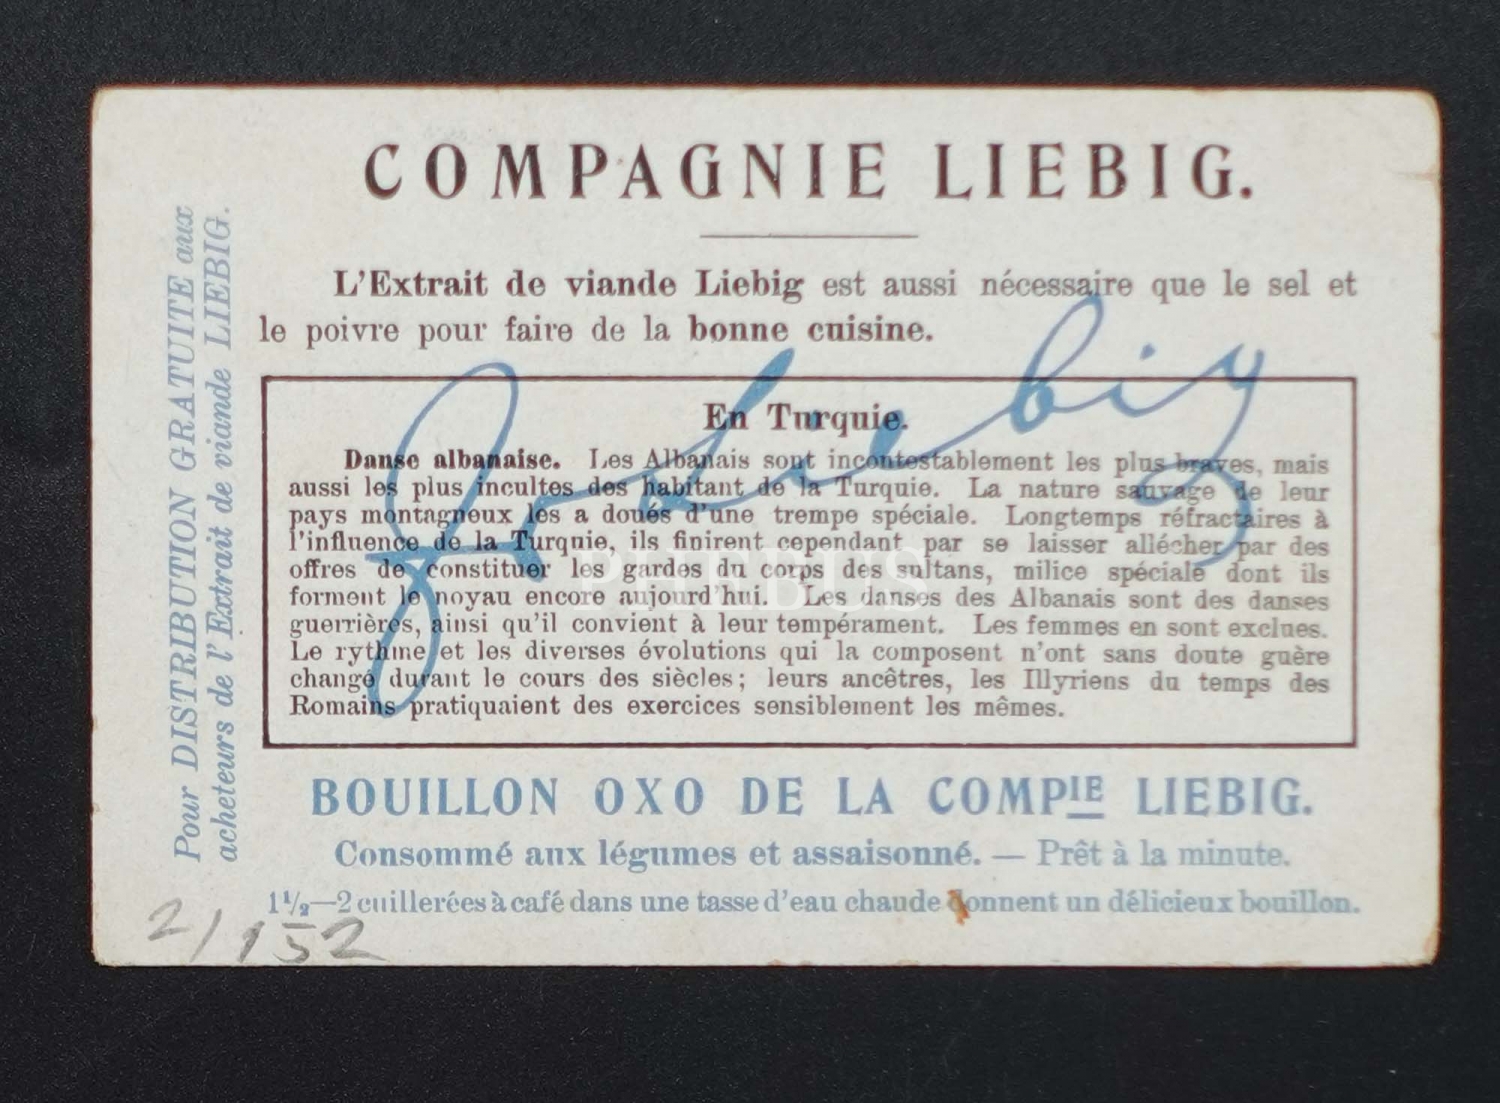 COMPAGNIE LIEBIG.
L'Extrait de viande Liebig est aussi nécessaire que le sel et
le poivre pour faire de la bonne cuisine.
En Turquie.
Danse albanaise. Les Albanais sont incontestablement les plus braves, mais
aussi les plus incultes des habitant de la Turquie. La nature sauvage de leur
pays montagneux les a doués d'une trempe spéciale. Longtemps réfractaires à
l'influence de la Turquie, ils finirent cependant par se laisser allécher par des
offres de constituer les gardes du corps des sultans, milice spéciale dont ils
forment le noyau encore aujourd'hui. Les danses des Albanais sont des danses
guerrières, ainsi qu'il convient à leur tempérament. Les femmes en sont exclues.
Le rythme et les diverses évolutions qui la composent n'ont sans doute guère
changé durant le cours des siècles; leurs ancêtres, les Illyriens du temps des
Romains pratiquaient des exercices sensiblement les mêmes.
BOUILLON OXO DE LA COMPIE LIEBIG.
Consommé aux légumes et assaisonné. — Prêt à la minute.
1½—2 cuillerées à café dans une tasse d'eau chaude donnent un délicieux bouillon.
Pour DISTRIBUTION GRATUITE aux
acheteurs de l'Extrait de viande LIEBIG.
Liebig
2/152
PHEBUS